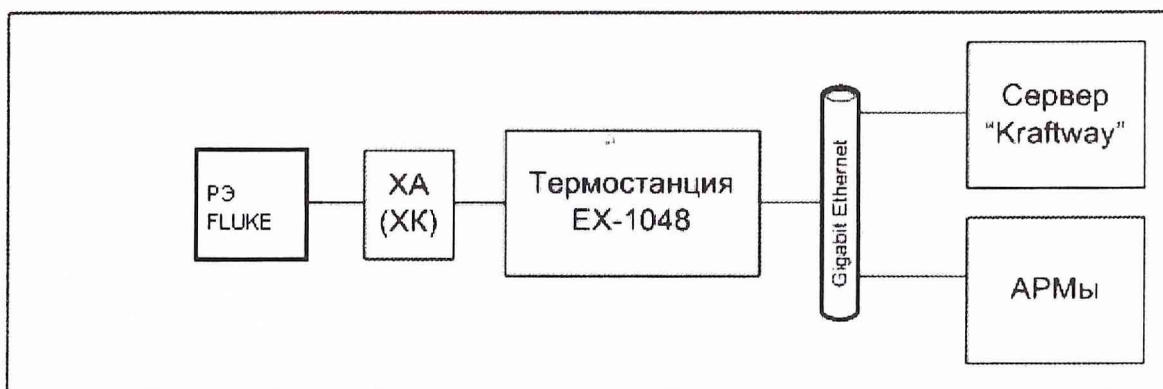 РЭ
FLUKE
ХА
(ХК)
Термостанция
EX-1048
Gigabit Ethernet
Сервер
"Kraftway"
АРМы